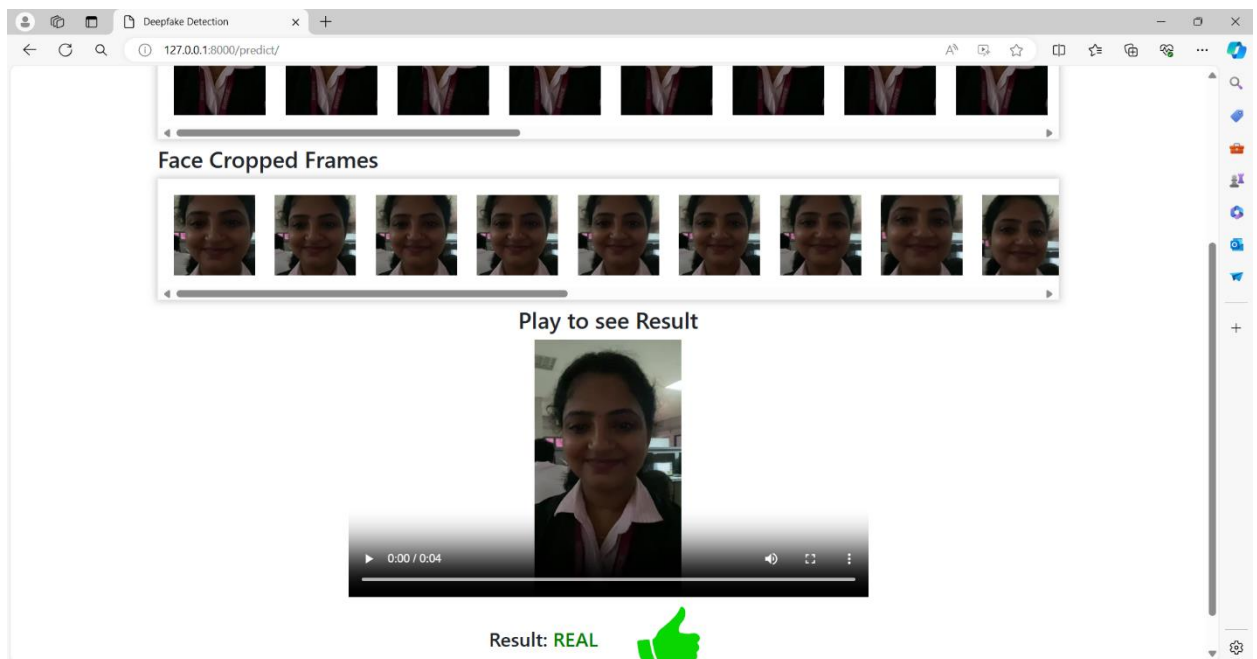 Deepfake Detection
127.0.0.1:8000/predict/
Face Cropped Frames
Play to see Result
0:00 / 0:04
Result: REAL